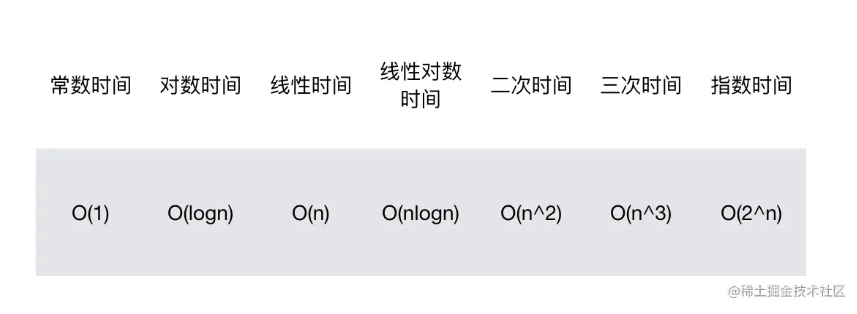 常数时间 对数时间 线性时间 线性对数时间 二次时间 三次时间 指数时间
O(1) O(logn) O(n) O(nlogn) O(n^2) O(n^3) O(2^n)
@稀土掘金技术社区